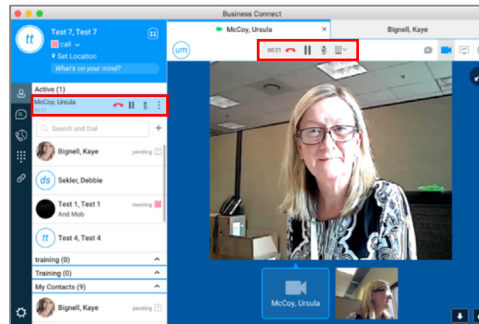 Business Connect
tt
Test 7, Test 7
call
Set Location
What's on your mind?
McCoy, Ursula
×
Bignell, Kaye
um
00:21
Active (1)
McCoy, Ursula
00:21
Search and Dial
+
Bignell, Kaye
pending
ds
Sekler, Debbie
Test 1, Test 1
meeting
And Mob
tt
Test 4, Test 4
training (0)
Training (0)
My Contacts (9)
Bignell, Kaye
pending
McCoy, Ursula